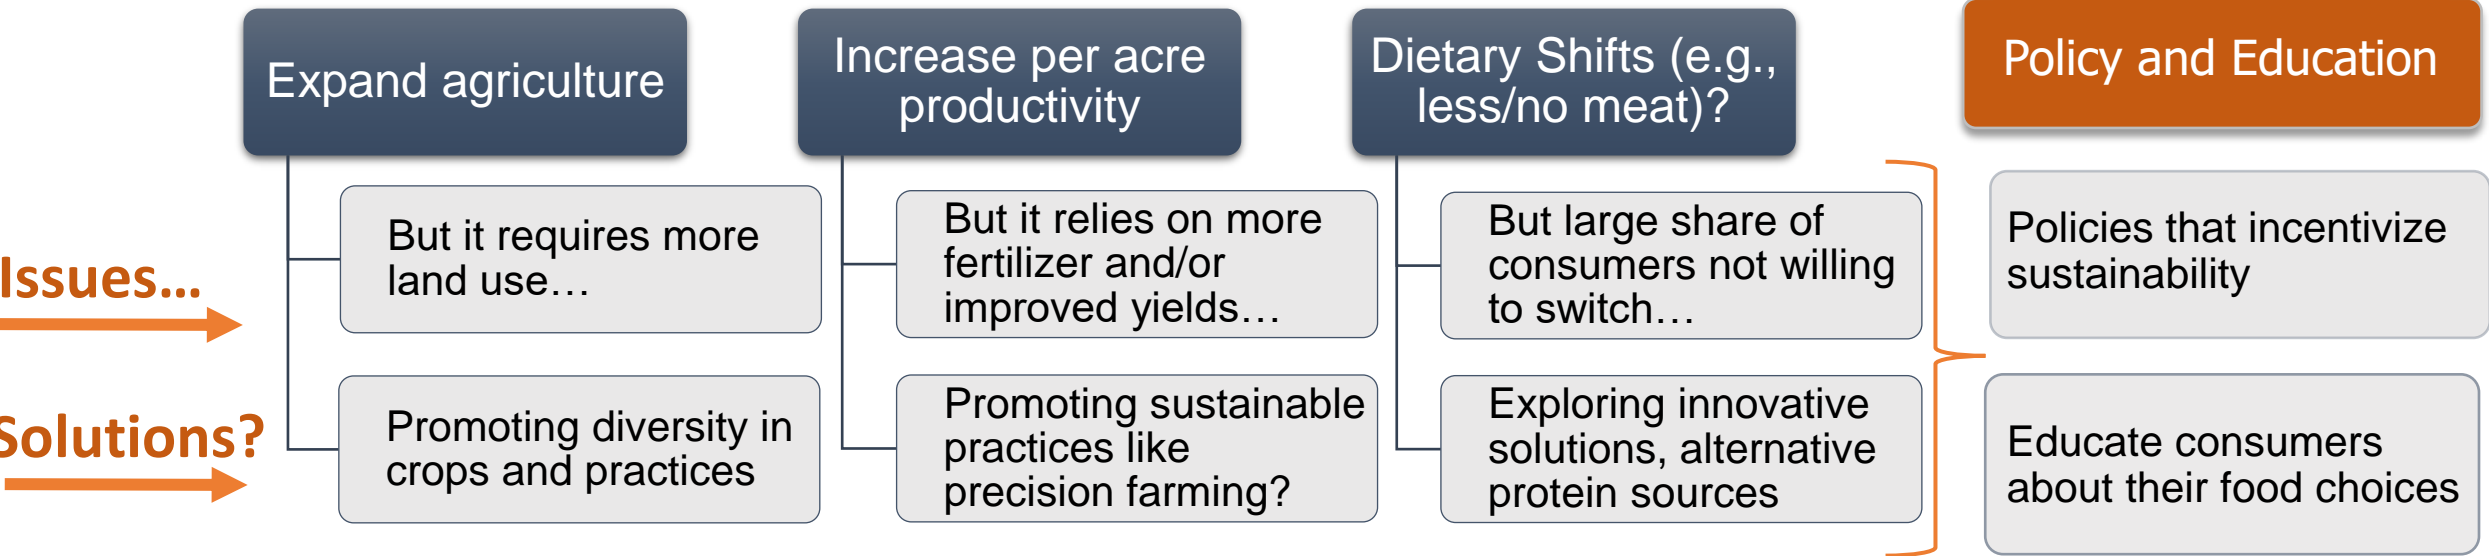 Expand agriculture
Increase per acre
productivity
Dietary Shifts (e.g.,
less/no meat)?
Policy and Education
Issues...
But it requires more
land use…
But it relies on more
fertilizer and/or
improved yields…
But large share of
consumers not willing
to switch…
Policies that incentivize
sustainability
Solutions?
Promoting diversity in
crops and practices
Promoting sustainable
practices like
precision farming?
Exploring innovative
solutions, alternative
protein sources
Educate consumers
about their food choices